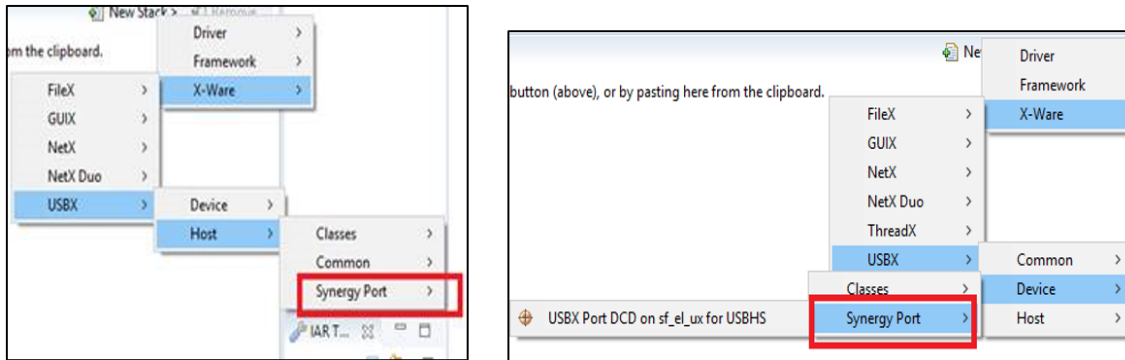 New Stack >
Remove
Driver >
om the clipboard.
Framework >
FileX >
X-Ware >
GUIX >
NetX >
NetX Duo >
USBX >
Device >
Host >
Classes >
Common >
Synergy Port >
IAR T...
Ne
Driver
Framework
button (above), or by pasting here from the clipboard.
X-Ware
FileX >
GUIX >
NetX >
NetX Duo >
ThreadX >
USBX >
Common >
Classes >
Device >
USBX Port DCD on sf_el_ux for USBHS
Synergy Port >
Host >